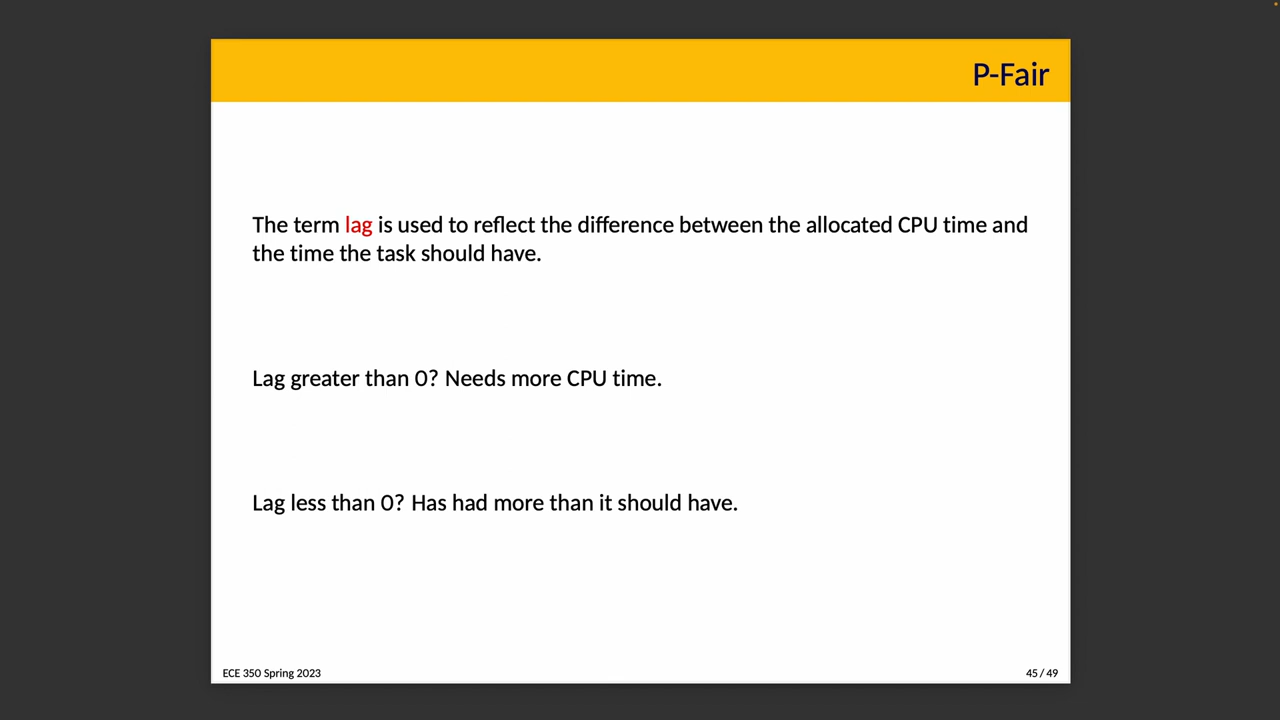 P-Fair
The term lag is used to reflect the difference between the allocated CPU time and
the time the task should have.
Lag greater than 0? Needs more CPU time.
Lag less than 0? Has had more than it should have.
ECE 350 Spring 2023
45 / 49